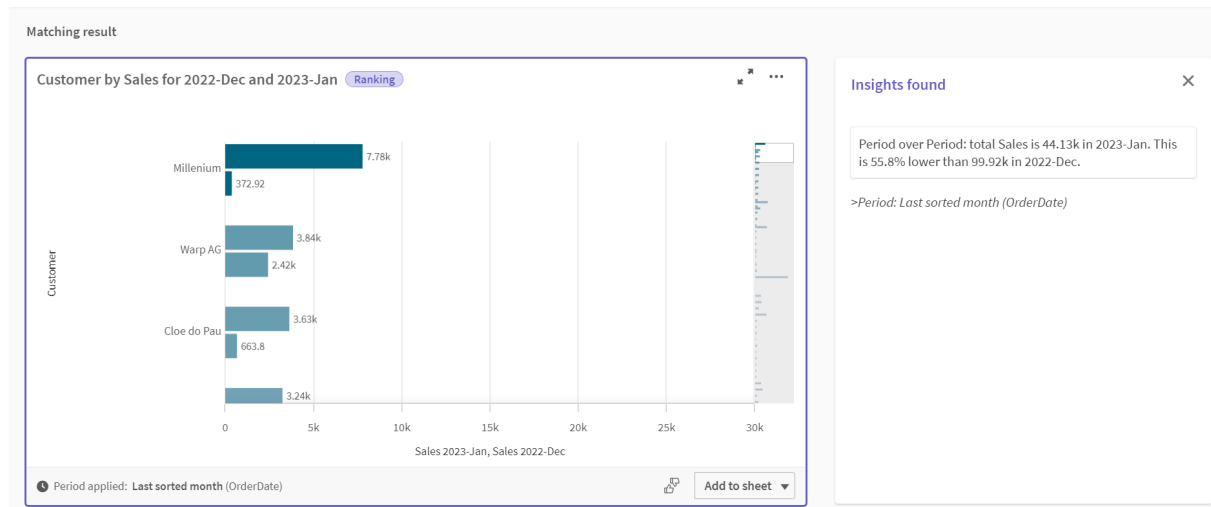 Matching result
Customer by Sales for 2022-Dec and 2023-Jan Ranking
Millenium
7.78k
372.92
Warp AG
3.84k
2.42k
Cloe do Pau
3.63k
663.8
3.24k
Customer
0 5k 10k 15k 20k 25k 30k
Sales 2023-Jan, Sales 2022-Dec
Period applied: Last sorted month (OrderDate)
Add to sheet
Insights found
Period over Period: total Sales is 44.13k in 2023-Jan. This
is 55.8% lower than 99.92k in 2022-Dec.
>Period: Last sorted month (OrderDate)